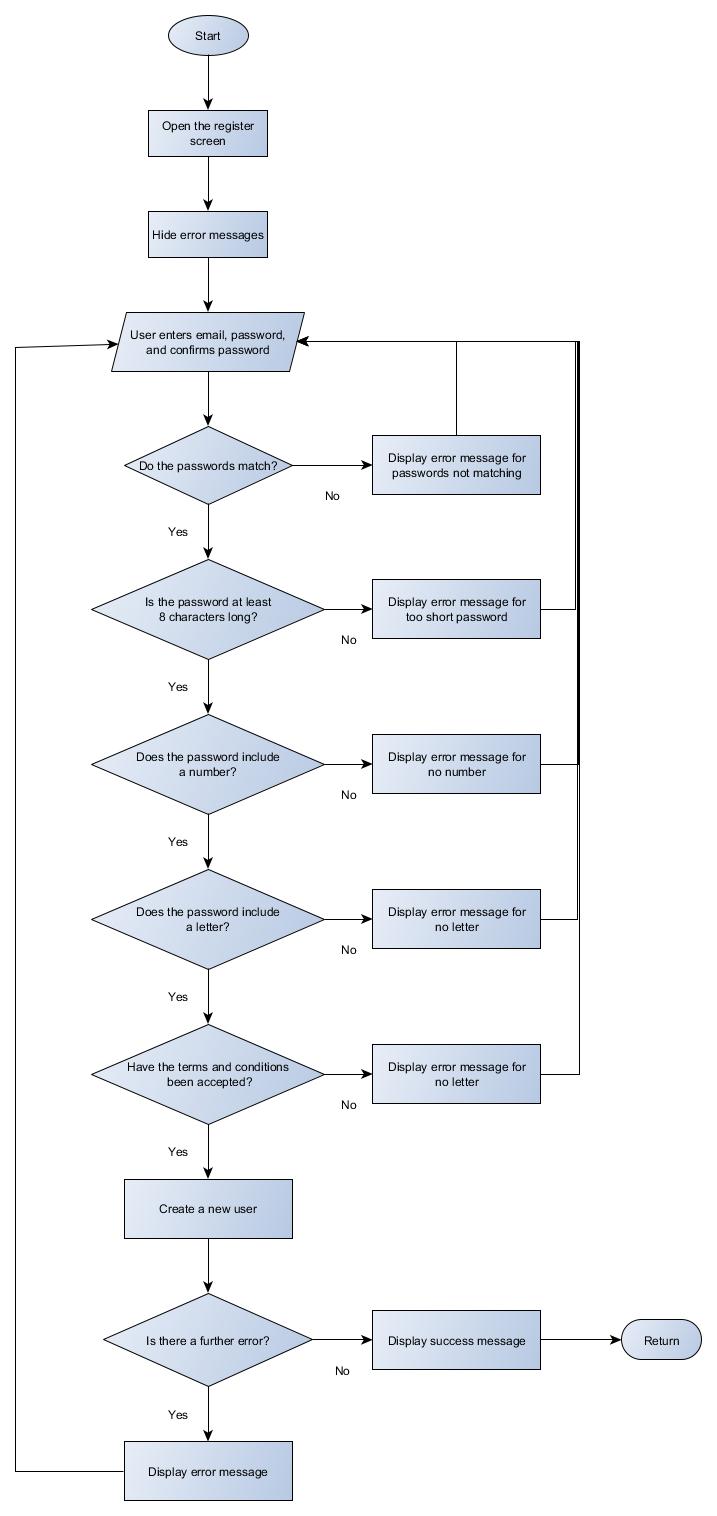 Start
Open the register
screen
Hide error messages
User enters email, password,
and confirms password
Do the passwords match?
Display error message for
passwords not matching
No
Yes
Is the password at least
8 characters long?
Display error message for
too short password
No
Yes
Does the password include
a number?
Display error message for
no number
No
Yes
Does the password include
a letter?
Display error message for
no letter
No
Yes
Have the terms and conditions
been accepted?
Display error message for
no letter
No
Yes
Create a new user
Is there a further error?
Display success message
Return
No
Yes
Display error message